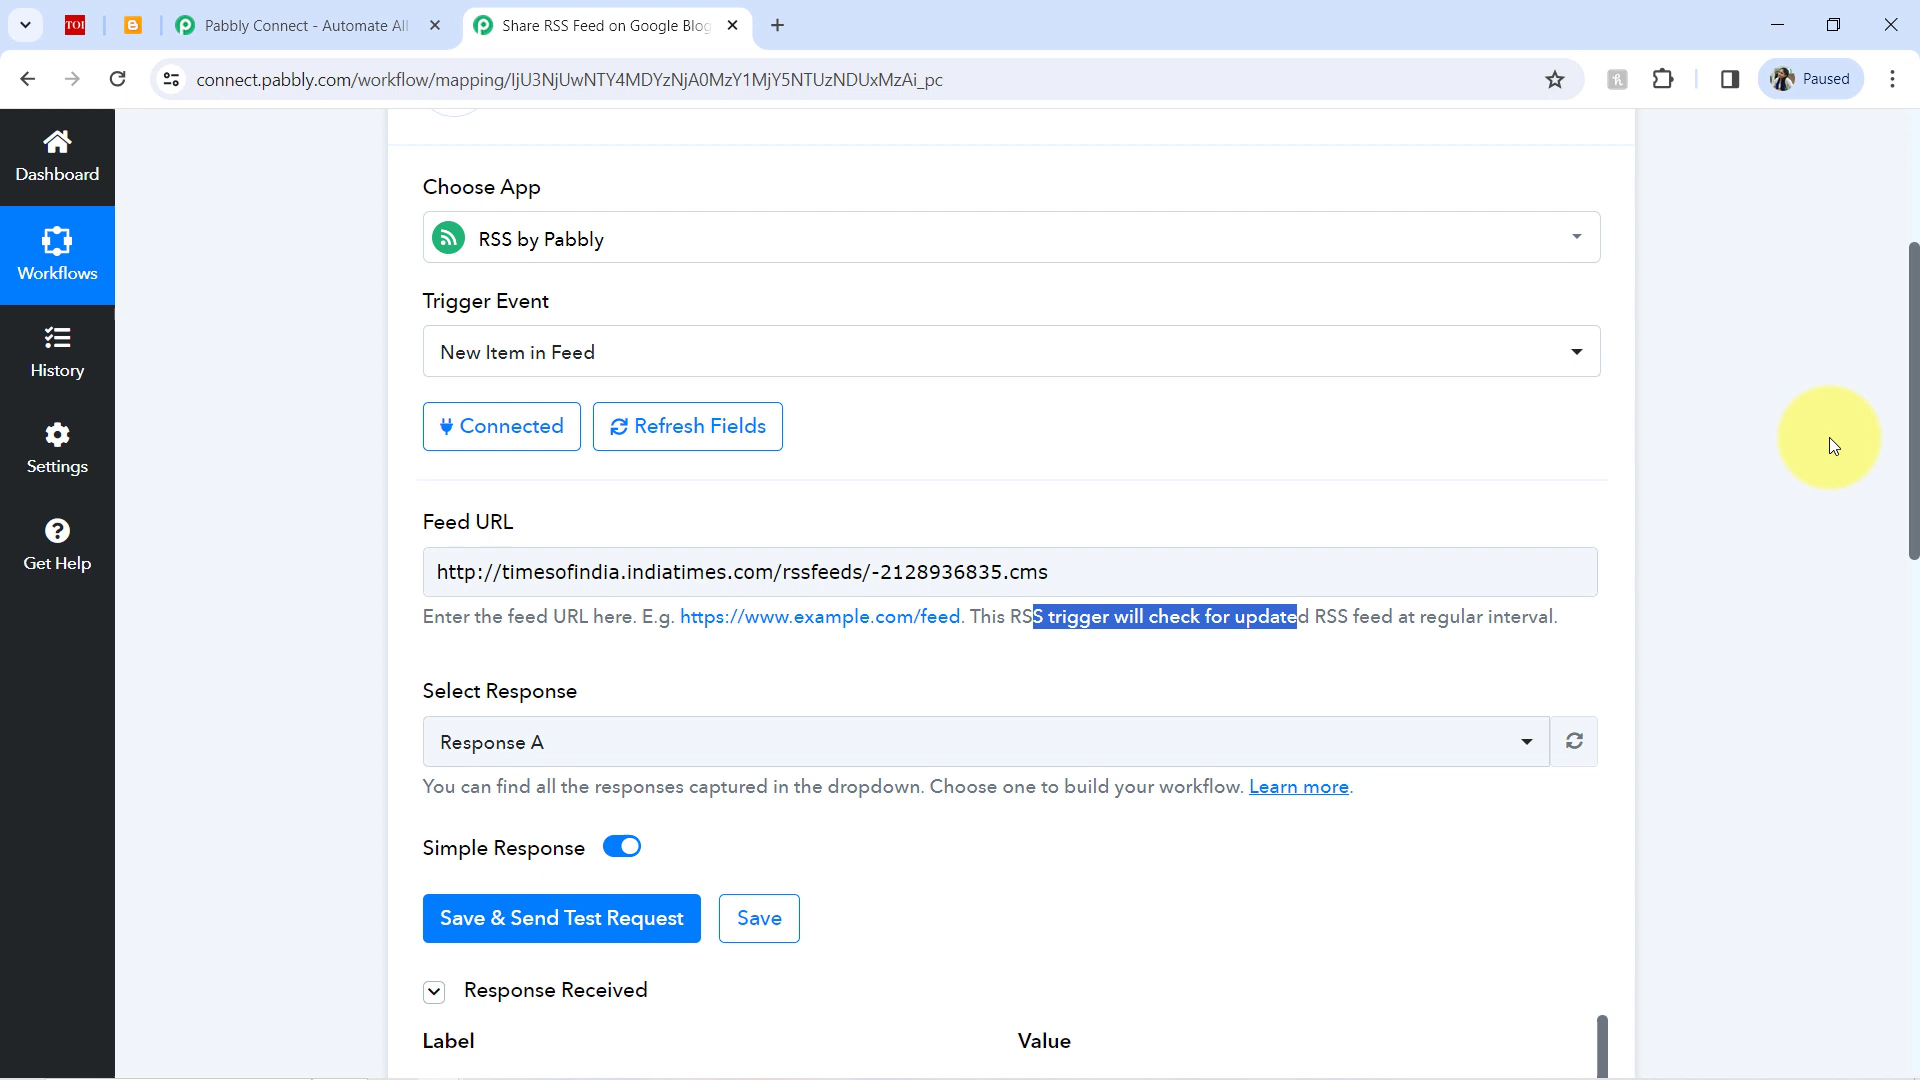 TOI
Pabbly Connect - Automate All
Share RSS Feed on Google Blog
connect.pabbly.com/workflow/mapping/IjU3NjUwNTY4MDYzNjA0MzY1MjY5NTUzNDUxMzAi_pc
Paused
Dashboard
Workflows
History
Settings
Get Help
Choose App
RSS by Pabbly
Trigger Event
New Item in Feed
Connected
Refresh Fields
Feed URL
http://timesofindia.indiatimes.com/rssfeeds/-2128936835.cms
Enter the feed URL here. E.g. https://www.example.com/feed. This RSS trigger will check for updated RSS feed at regular interval.
Select Response
Response A
You can find all the responses captured in the dropdown. Choose one to build your workflow. Learn more.
Simple Response
Save & Send Test Request
Save
Response Received
Label
Value